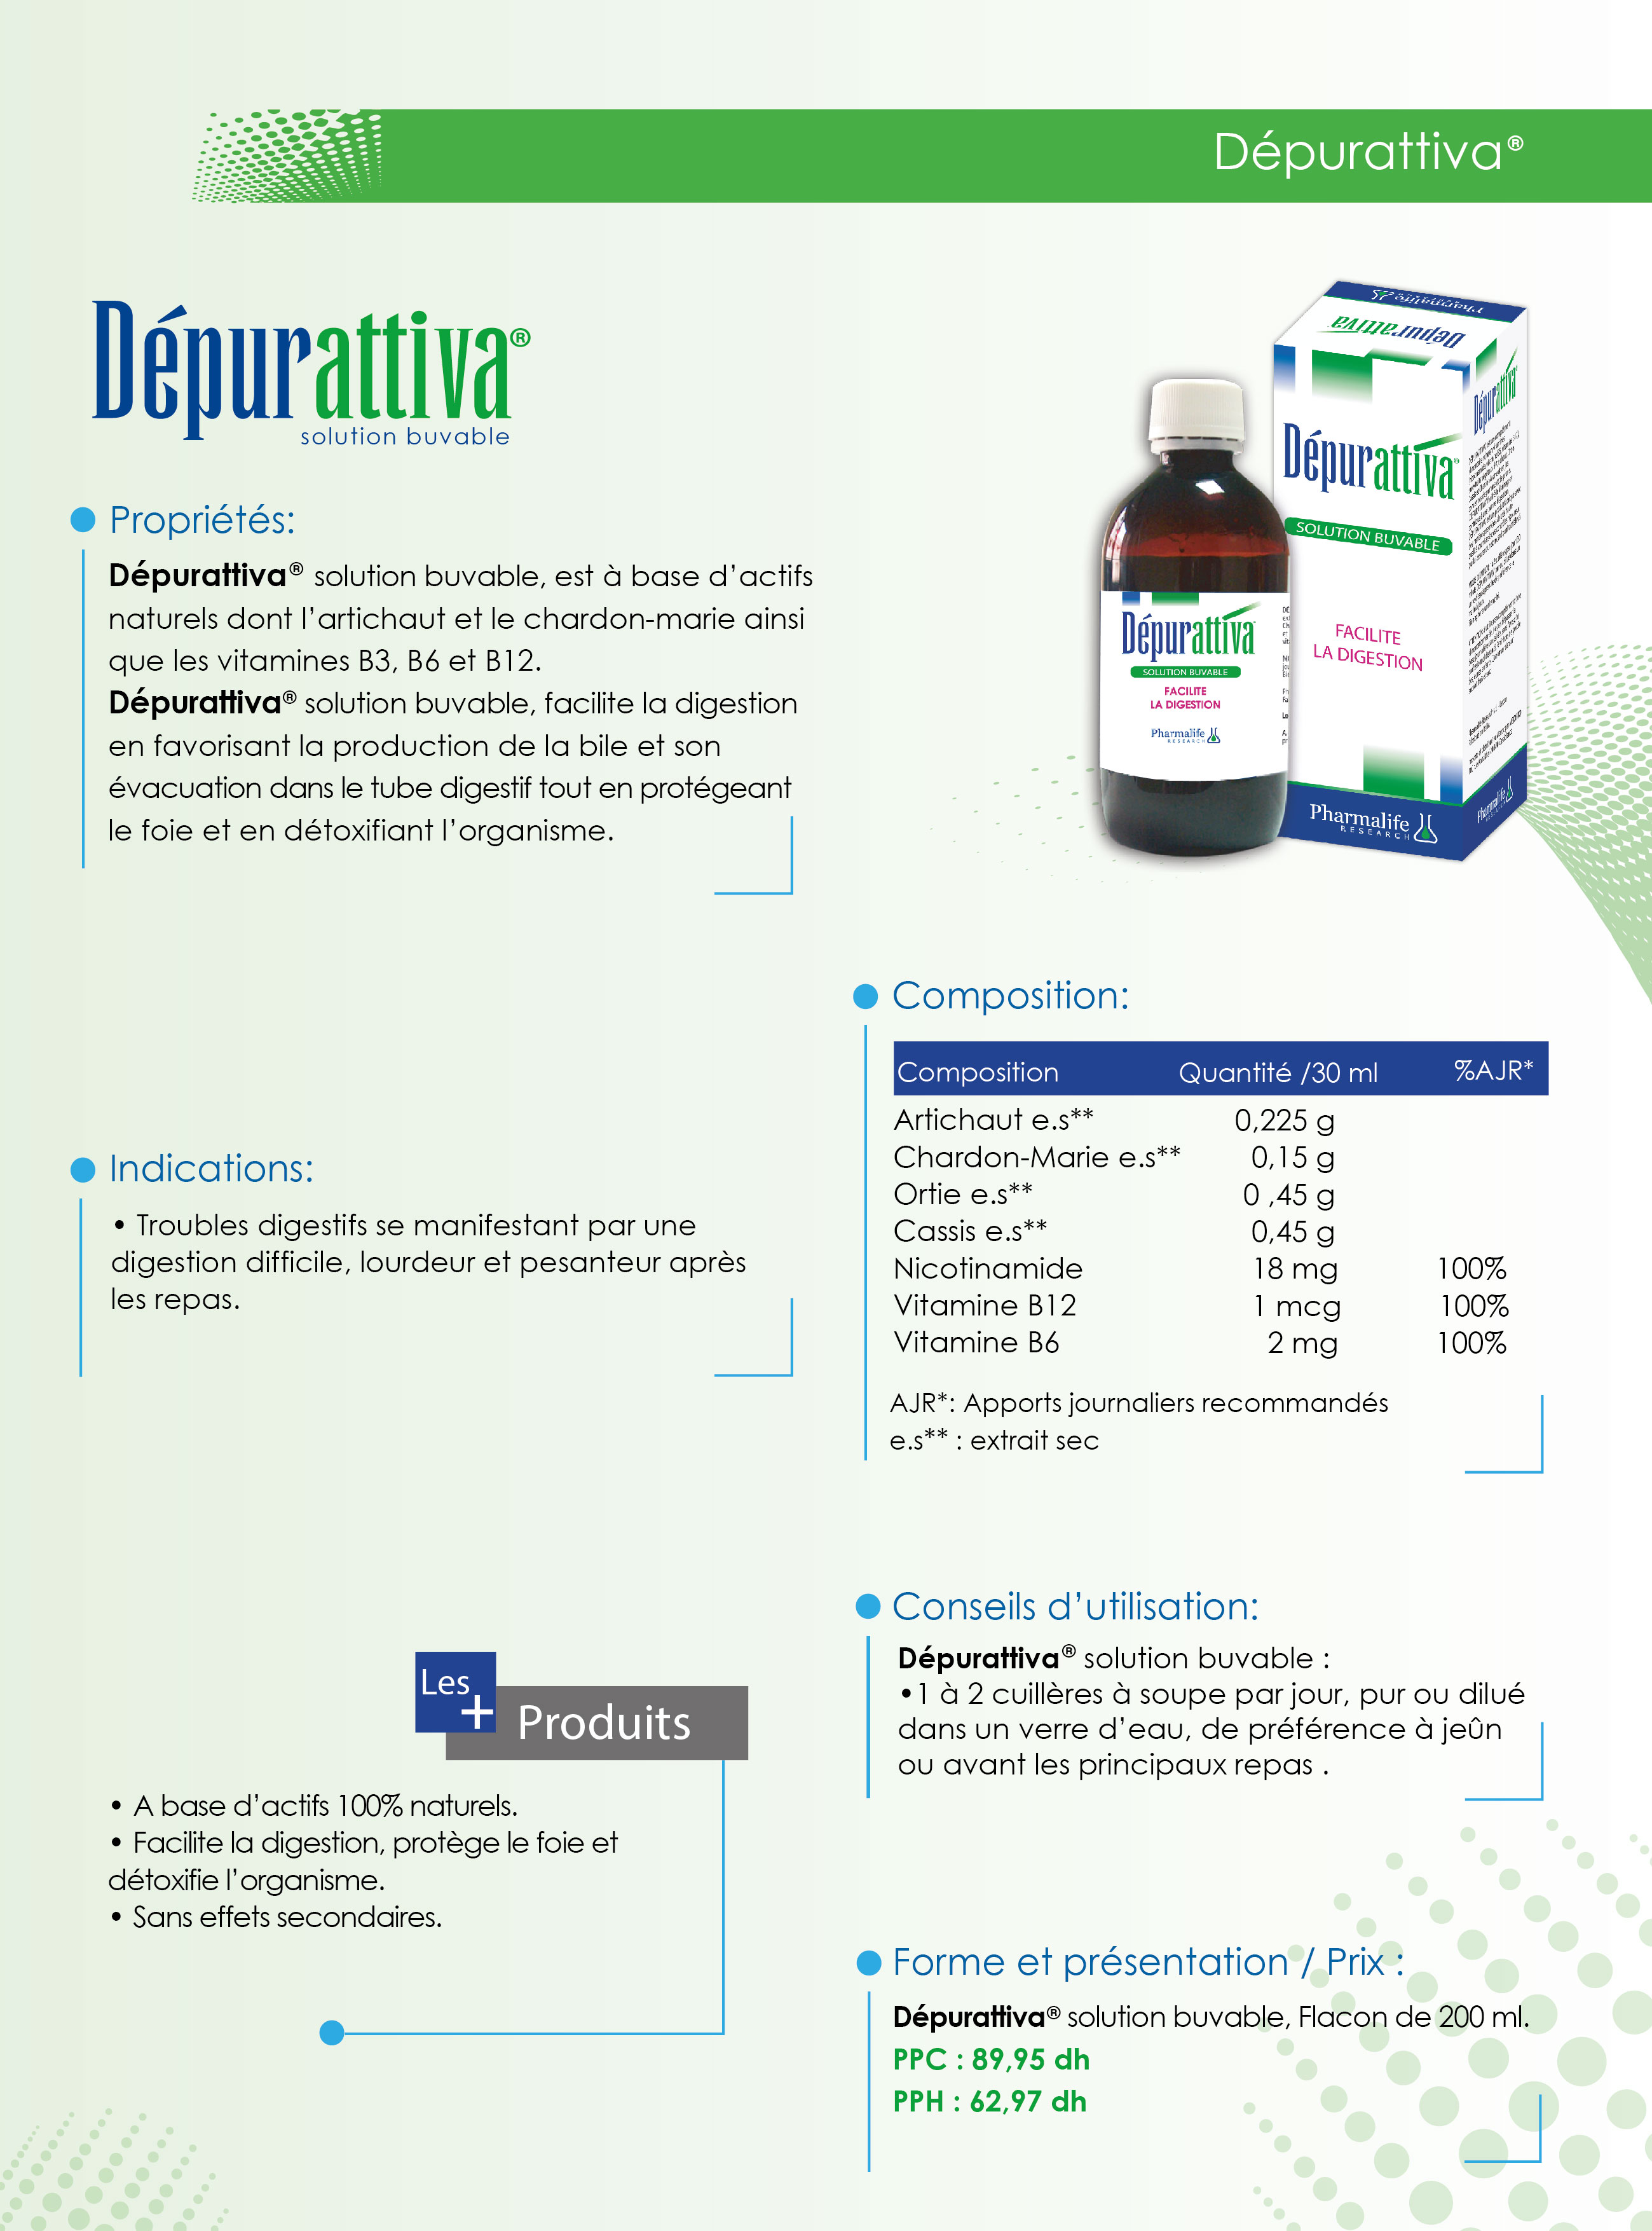 Dépurattiva®
Dépurattiva®
solution buvable
Propriétés:
Dépurattiva® solution buvable, est à base d’actifs
naturels dont l’artichaut et le chardon-marie ainsi
que les vitamines B3, B6 et B12.
Dépurattiva® solution buvable, facilite la digestion
en favorisant la production de la bile et son
évacuation dans le tube digestif tout en protégeant
le foie et en détoxifiant l’organisme.
Pharmalife
Dépurattiva
Dépurattiva®
SOLUTION BUVABLE
FACILITE
LA DIGESTION
Pharmalife
RESEARCH
Dépurattiva
Pharmalife
Dépurattiva
SOLUTION BUVABLE
FACILITE
LA DIGESTION
Pharmalife
RESEARCH
Indications:
• Troubles digestifs se manifestant par une
digestion difficile, lourdeur et pesanteur après
les repas.
Composition:
Composition Quantité /30 ml %AJR*
Artichaut e.s** 0,225 g
Chardon-Marie e.s** 0,15 g
Ortie e.s** 0 ,45 g
Cassis e.s** 0,45 g
Nicotinamide 18 mg 100%
Vitamine B12 1 mcg 100%
Vitamine B6 2 mg 100%
AJR*: Apports journaliers recommandés
e.s** : extrait sec
Les +
Produits
• A base d’actifs 100% naturels.
• Facilite la digestion, protège le foie et
détoxifie l’organisme.
• Sans effets secondaires.
Conseils d’utilisation:
Dépurattiva® solution buvable :
•1 à 2 cuillères à soupe par jour, pur ou dilué
dans un verre d’eau, de préférence à jeûn
ou avant les principaux repas .
Forme et présentation / Prix :
Dépurattiva® solution buvable, Flacon de 200 ml.
PPC : 89,95 dh
PPH : 62,97 dh